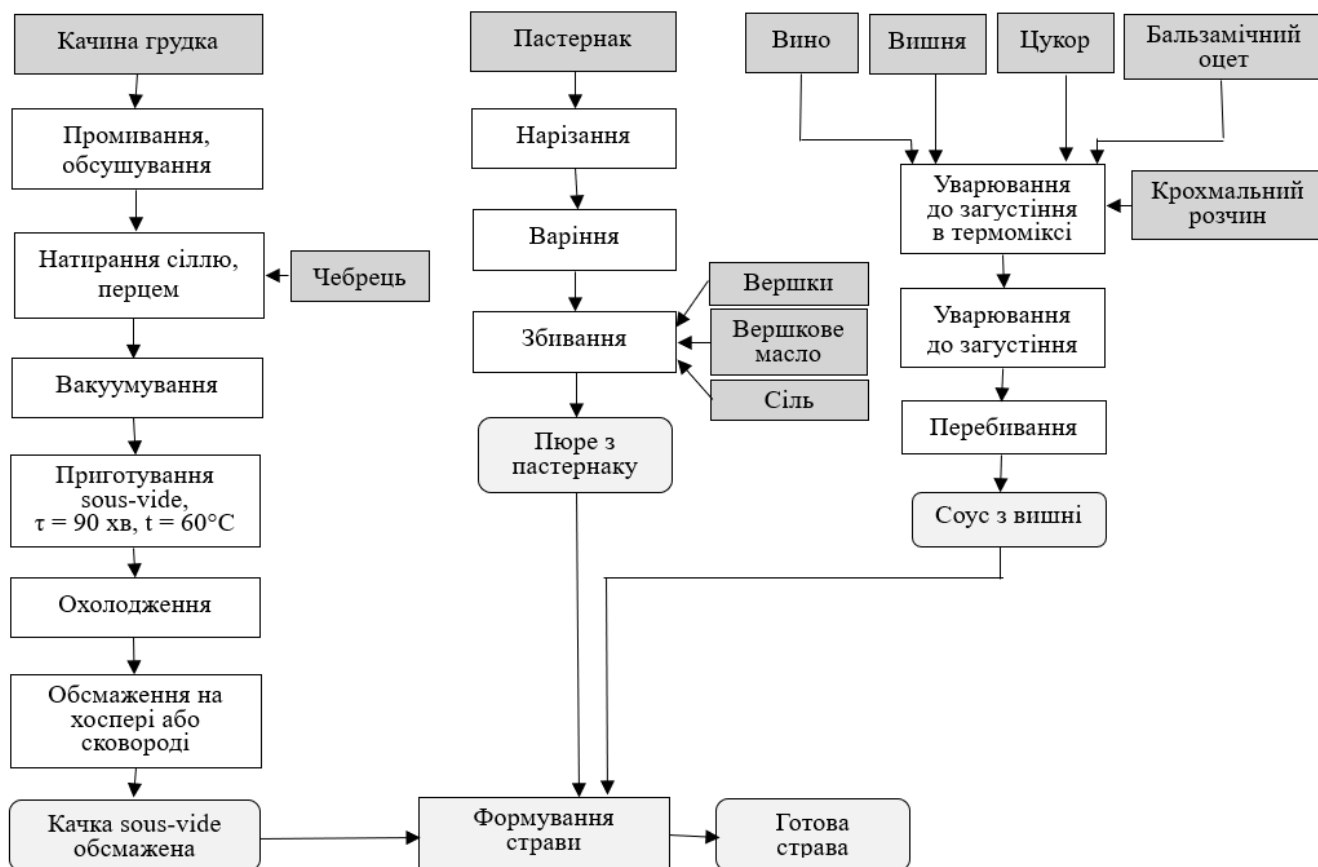 Качина грудка
Промивання,
обсушування
Натирання сіллю,
перцем
Чебрець
Вакуумування
Приготування
sous-vide,
τ = 90 хв, t = 60°C
Охолодження
Обсмаження на
хоспері або
сковороді
Качка sous-vide
обсмажена
Пастернак
Нарізання
Варіння
Збивання
Вершки
Вершкове
масло
Сіль
Пюре з
пастернаку
Вино
Вишня
Цукор
Бальзамічний
оцет
Уварювання
до загустіння
в термоміксі
Крохмальний
розчин
Уварювання
до загустіння
Перебивання
Соус з вишні
Формування
страви
Готова
страва